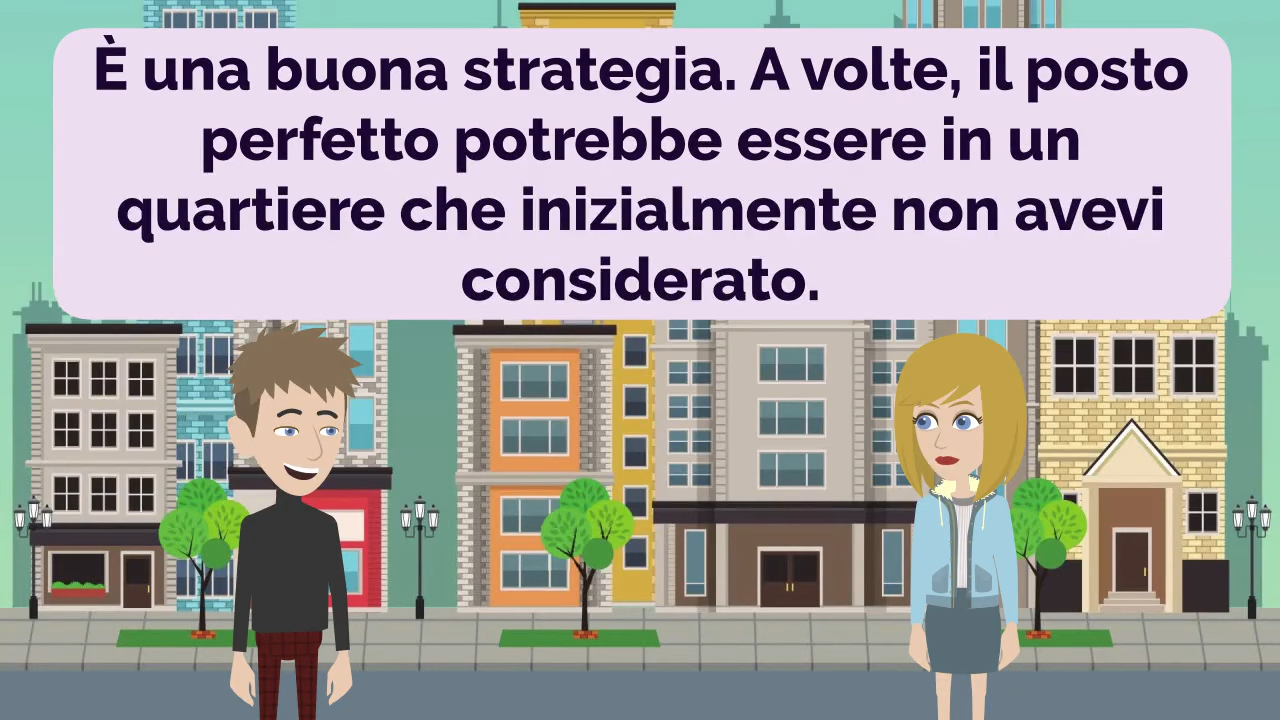 È una buona strategia. A volte, il posto
perfetto potrebbe essere in un
quartiere che inizialmente non avevi
considerato.